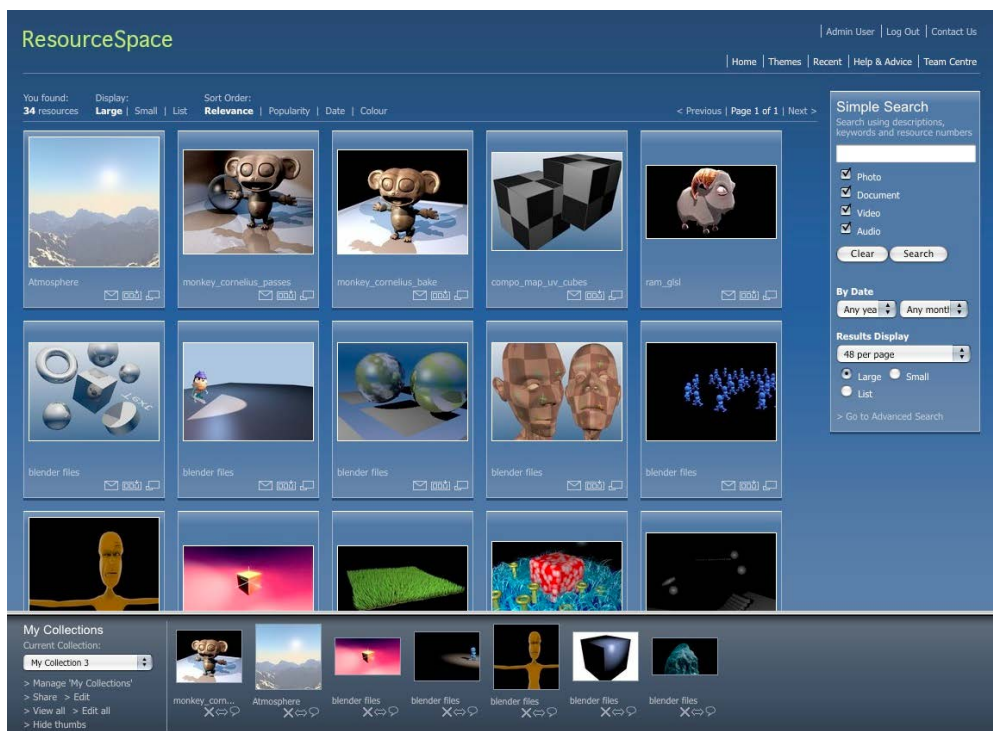 ResourceSpace
Admin User | Log Out | Contact Us
Home | Themes | Recent | Help & Advice | Team Centre
You found:
34 resources
Display:
Large | Small | List
Sort Order:
Relevance | Popularity | Date | Colour
< Previous | Page 1 of 1 | Next >
Atmosphere
monkey_cornelius_passes
monkey_cornelius_bake
compo_map_uv_cubes
ram_glsl
blender files
blender files
blender files
blender files
blender files
Simple Search
Search using descriptions,
keywords and resource numbers
Photo
Document
Video
Audio
Clear
Search
By Date
Any yea
Any month
Results Display
48 per page
Large
Small
List
> Go to Advanced Search
My Collections
Current Collection:
My Collection 3
> Manage 'My Collections'
> Share > Edit
> View all > Edit all
> Hide thumbs
monkey_corn...
Atmosphere
blender files
blender files
blender files
blender files
blender files